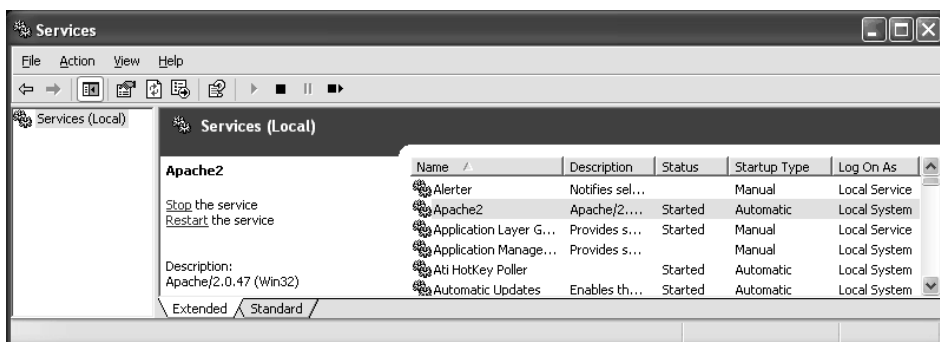 Services
File Action View Help
Services (Local)
Services (Local)
Apache2
Stop the service
Restart the service
Description:
Apache/2.0.47 (Win32)
Name Description Status Startup Type Log On As
Alerter Notifies sel... Manual Local Service
Apache2 Apache/2.... Started Automatic Local System
Application Layer G... Provides s... Started Manual Local Service
Application Manage... Provides s... Manual Local System
Ati HotKey Poller Started Automatic Local System
Automatic Updates Enables th... Started Automatic Local System
Extended Standard